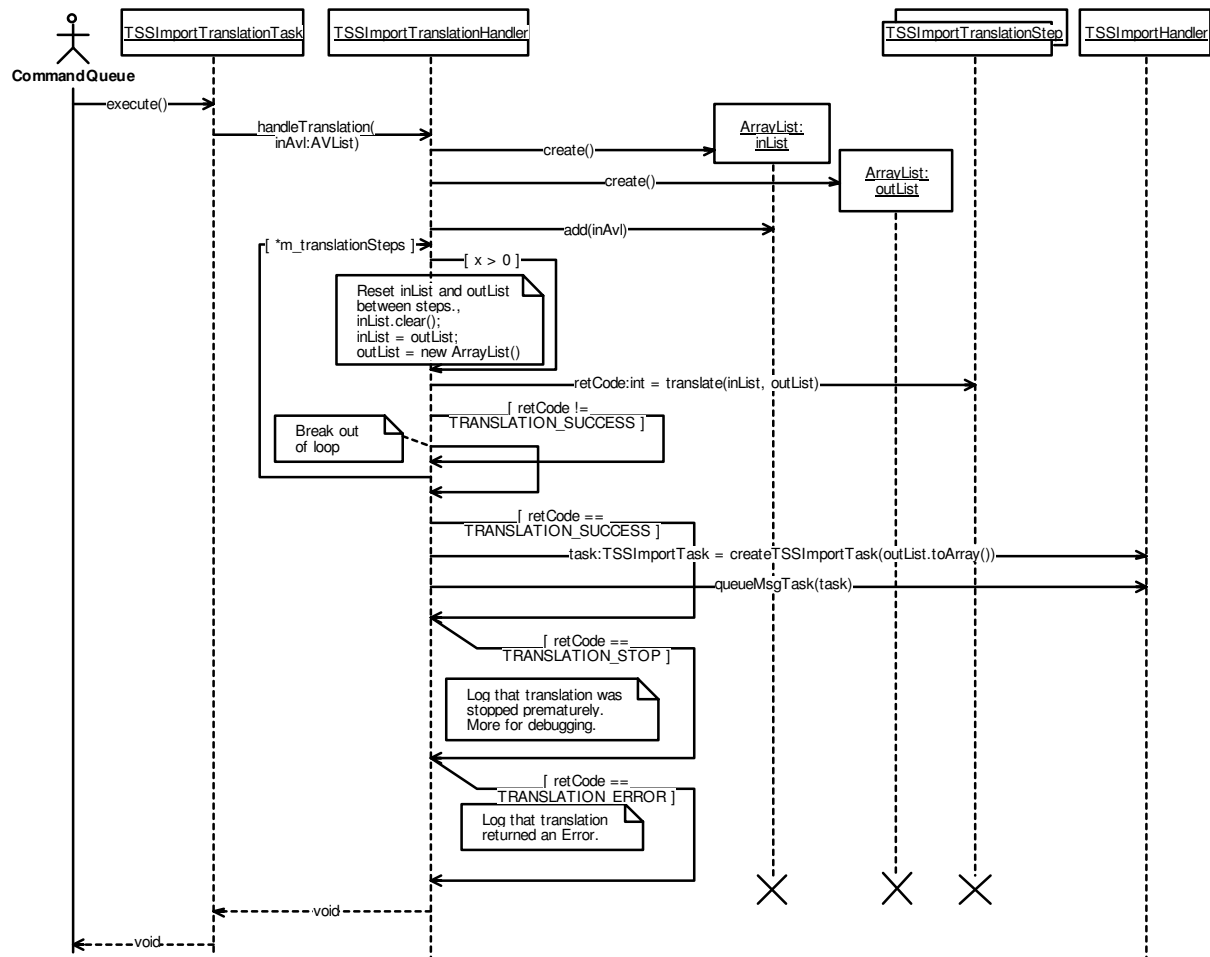 TSSImportTranslationTask
TSSImportTranslationHandler
TSSImportTranslationStep
TSSImportHandler
CommandQueue
execute()
handleTranslation(
inAvl:AVList)
create()
ArrayList:
inList
create()
ArrayList:
outList
add(inAvl)
[ *m_translationSteps ]
[ x > 0 ]
Reset inList and outList
between steps.,
inList.clear();
inList = outList;
outList = new ArrayList()
retCode:int = translate(inList, outList)
[ retCode !=
TRANSLATION_SUCCESS ]
Break out
of loop
[ retCode ==
TRANSLATION_SUCCESS ]
task:TSSImportTask = createTSSImportTask(outList.toArray())
queueMsgTask(task)
[ retCode ==
TRANSLATION_STOP ]
Log that translation was
stopped prematurely.
More for debugging.
[ retCode ==
TRANSLATION_ERROR ]
Log that translation
returned an Error.
void
void